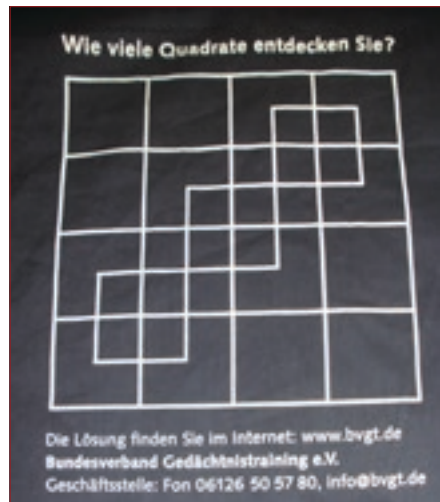 Wie viele Quadrate entdecken Sie?
Die Lösung finden Sie im Internet: www.bvgt.de
Bundesverband Gedächtnistraining e.V.
Geschäftsstelle: Fon 06126 50 57 80, info@bvgt.de